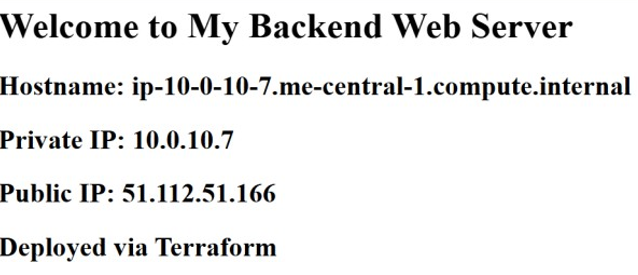 Welcome to My Backend Web Server
Hostname: ip-10-0-10-7.me-central-1.compute.internal
Private IP: 10.0.10.7
Public IP: 51.112.51.166
Deployed via Terraform